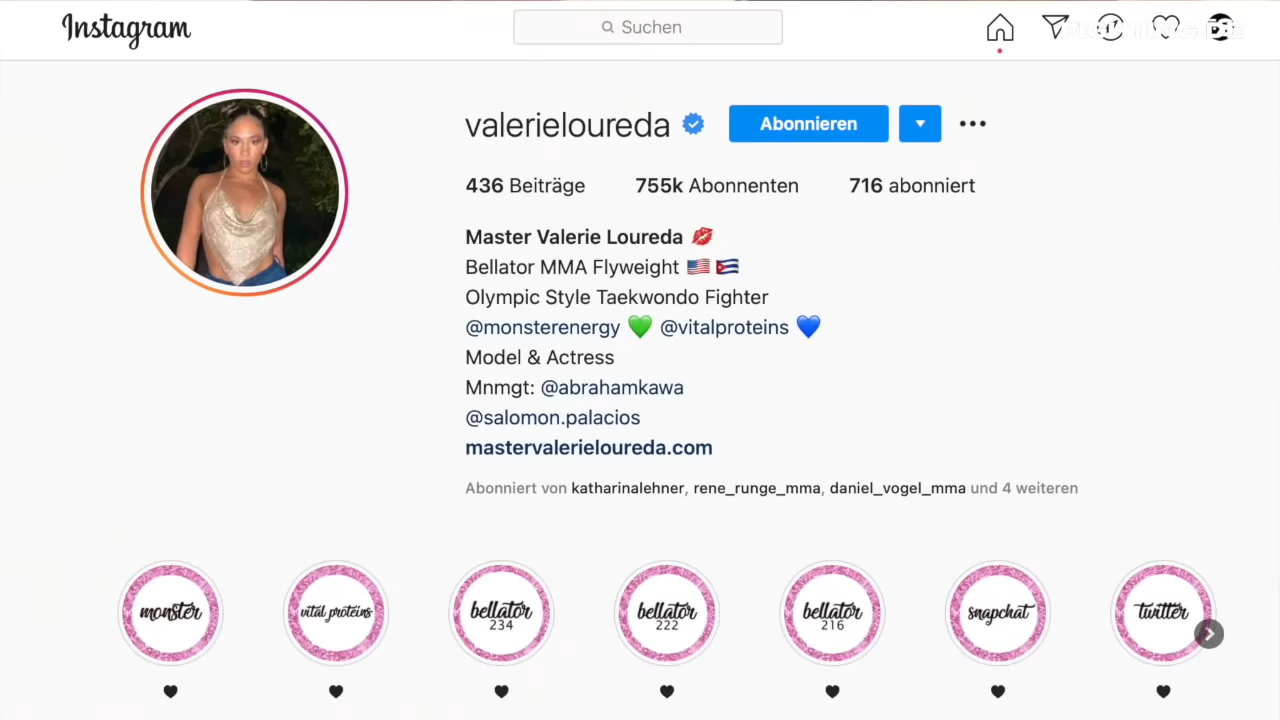 Instagram
Suchen
valerieloureda
Abonnieren
436 Beiträge 755k Abonnenten 716 abonniert
Master Valerie Loureda 💋
Bellator MMA Flyweight 🇺🇸 🇨🇺
Olympic Style Taekwondo Fighter
@monsterenergy 💚 @vitalproteins 💙
Model & Actress
Mnmgt: @abrahamkawa
@salomon.palacios
mastervalerieloureda.com
Abonniert von katharinalehner, rene_runge_mma, daniel_vogel_mma und 4 weiteren
monster
vital proteins
bellator
234
bellator
222
bellator
216
snapchat
twitter